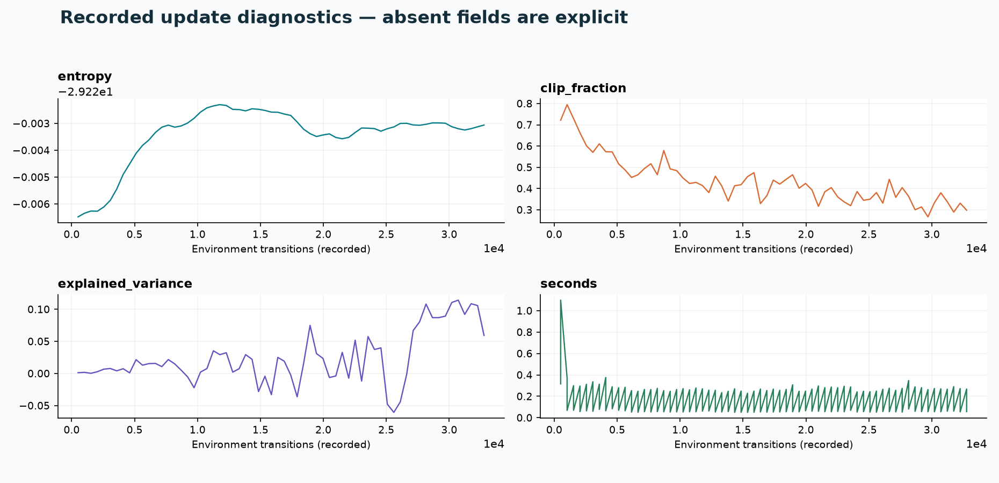 Recorded update diagnostics — absent fields are explicit
entropy
−2.922e1
−0.003
−0.004
−0.005
−0.006
0.0 0.5 1.0 1.5 2.0 2.5 3.0
Environment transitions (recorded)
1e4
clip_fraction
0.8
0.7
0.6
0.5
0.4
0.3
0.0 0.5 1.0 1.5 2.0 2.5 3.0
Environment transitions (recorded)
1e4
explained_variance
0.10
0.05
0.00
−0.05
0.0 0.5 1.0 1.5 2.0 2.5 3.0
Environment transitions (recorded)
1e4
seconds
1.0
0.8
0.6
0.4
0.2
0.0
0.0 0.5 1.0 1.5 2.0 2.5 3.0
Environment transitions (recorded)
1e4